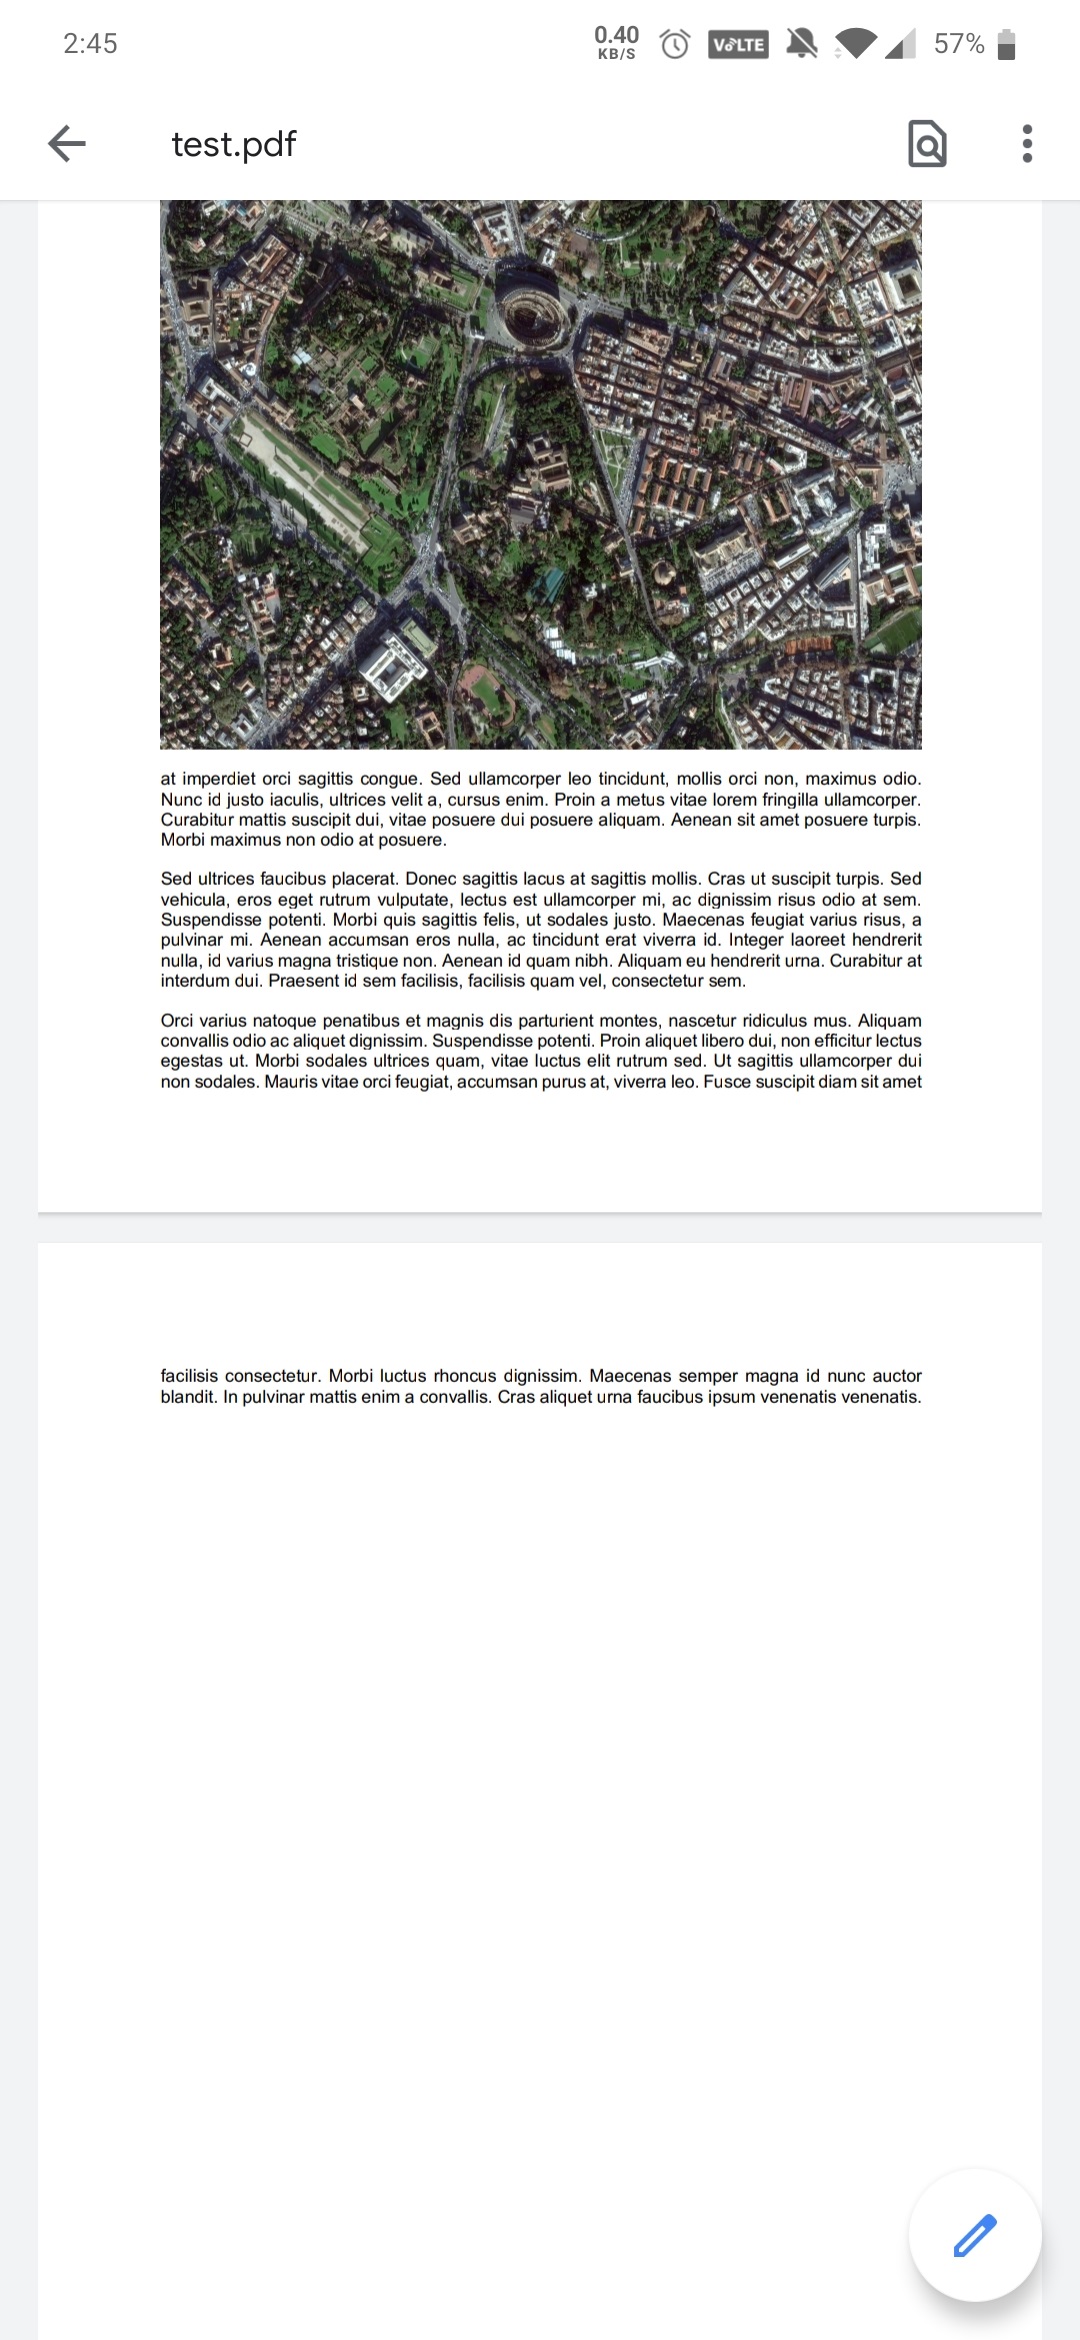 2:45
0.40
KB/S
VoLTE
57%
test.pdf
at imperdiet orci sagittis congue. Sed ullamcorper leo tincidunt, mollis orci non, maximus odio.
Nunc id justo iaculis, ultrices velit a, cursus enim. Proin a metus vitae lorem fringilla ullamcorper.
Curabitur mattis suscipit dui, vitae posuere dui posuere aliquam. Aenean sit amet posuere turpis.
Morbi maximus non odio at posuere.
Sed ultrices faucibus placerat. Donec sagittis lacus at sagittis mollis. Cras ut suscipit turpis. Sed
vehicula, eros eget rutrum vulputate, lectus est ullamcorper mi, ac dignissim risus odio at sem.
Suspendisse potenti. Morbi quis sagittis felis, ut sodales justo. Maecenas feugiat varius risus, a
pulvinar mi. Aenean accumsan eros nulla, ac tincidunt erat viverra id. Integer laoreet hendrerit
nulla, id varius magna tristique non. Aenean id quam nibh. Aliquam eu hendrerit urna. Curabitur at
interdum dui. Praesent id sem facilisis, facilisis quam vel, consectetur sem.
Orci varius natoque penatibus et magnis dis parturient montes, nascetur ridiculus mus. Aliquam
convallis odio ac aliquet dignissim. Suspendisse potenti. Proin aliquet libero dui, non efficitur lectus
egestas ut. Morbi sodales ultrices quam, vitae luctus elit rutrum sed. Ut sagittis ullamcorper dui
non sodales. Mauris vitae orci feugiat, accumsan purus at, viverra leo. Fusce suscipit diam sit amet
facilisis consectetur. Morbi luctus rhoncus dignissim. Maecenas semper magna id nunc auctor
blandit. In pulvinar mattis enim a convallis. Cras aliquet urna faucibus ipsum venenatis venenatis.